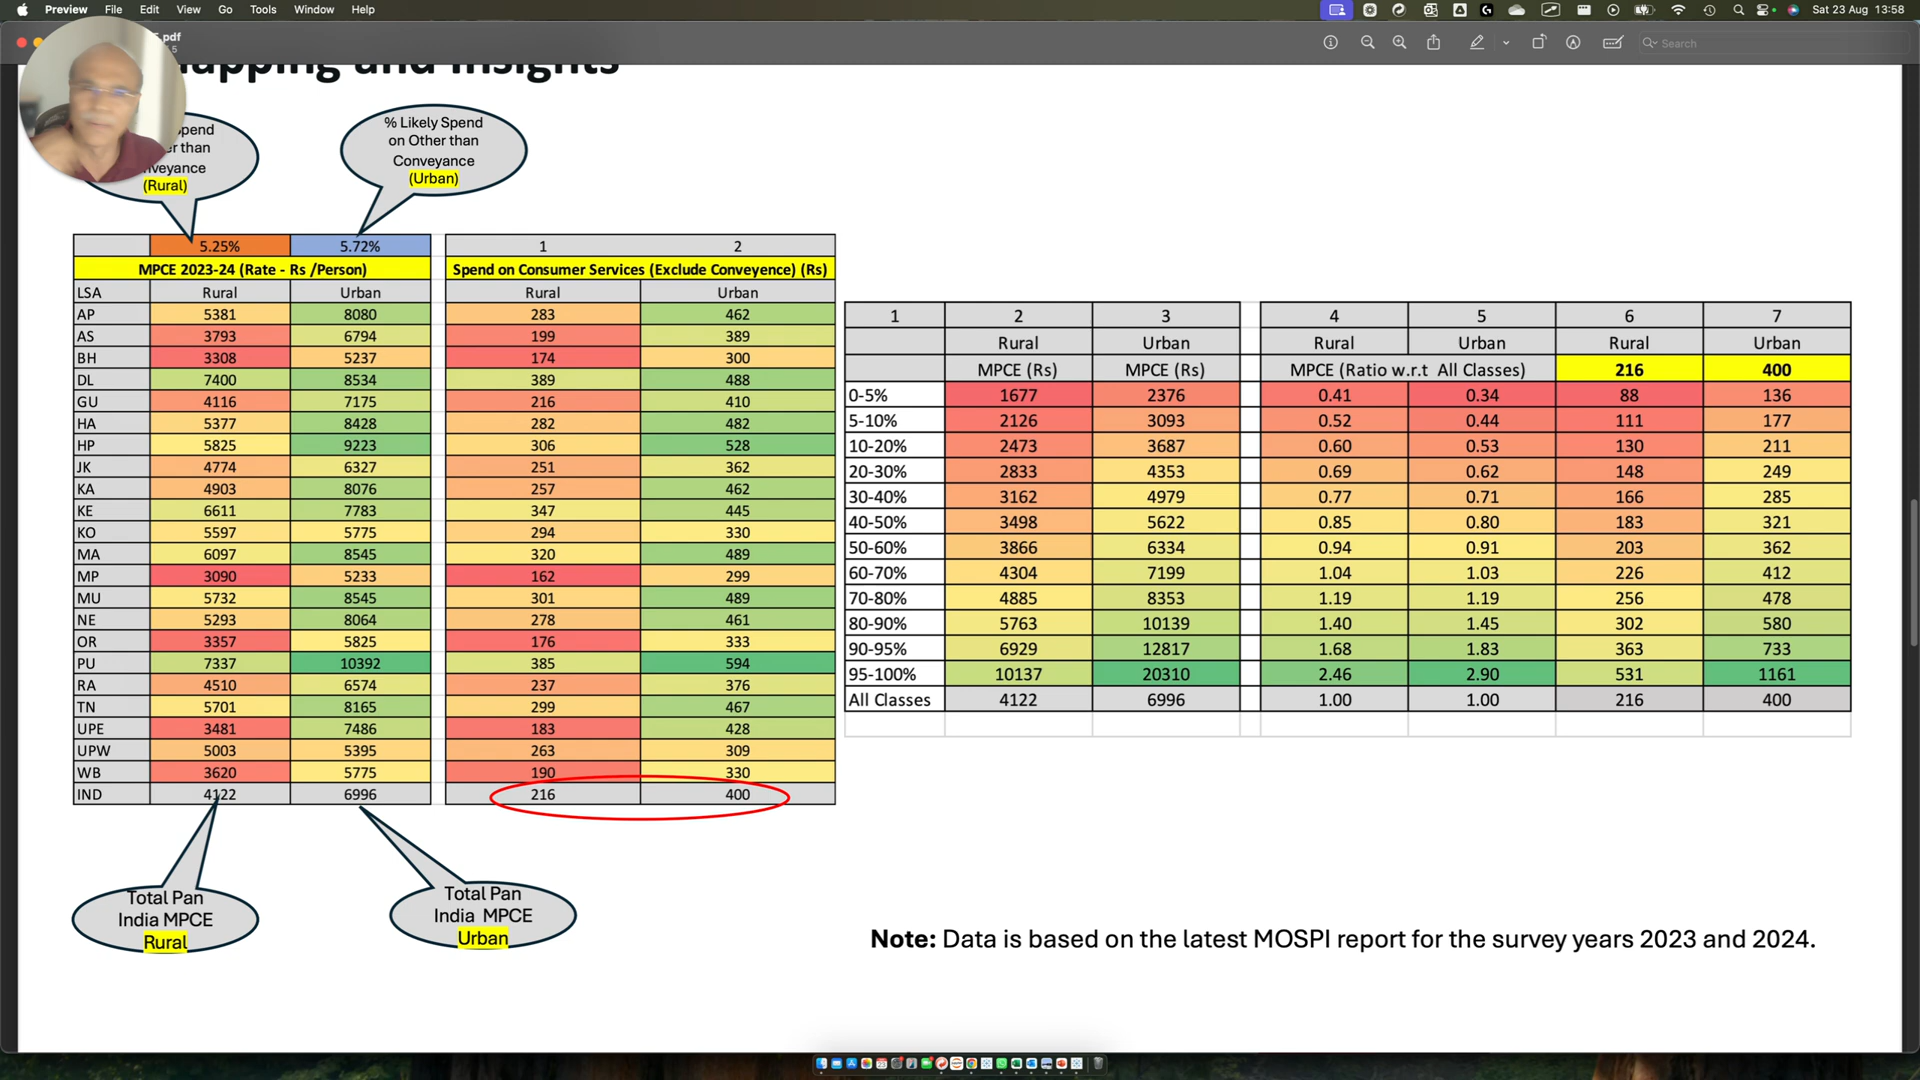 Preview File Edit View Go Tools Window Help
Sat 23 Aug 13:58
.pdf
Search
and Insights
(Rural)
% Likely Spend
on Other than
Conveyance
(Urban)
5.25% 5.72% 1 2
MPCE 2023-24 (Rate - Rs /Person) Spend on Consumer Services (Exclude Conveyence) (Rs)
LSA Rural Urban Rural Urban
AP 5381 8080 283 462
AS 3793 6794 199 389
BH 3308 5237 174 300
DL 7400 8534 389 488
GU 4116 7175 216 410
HA 5377 8428 282 482
HP 5825 9223 306 528
JK 4774 6327 251 362
KA 4903 8076 257 462
KE 6611 7783 347 445
KO 5597 5775 294 330
MA 6097 8545 320 489
MP 3090 5233 162 299
MU 5732 8545 301 489
NE 5293 8064 278 461
OR 3357 5825 176 333
PU 7337 10392 385 594
RA 4510 6574 237 376
TN 5701 8165 299 467
UPE 3481 7486 183 428
UPW 5003 5395 263 309
WB 3620 5775 190 330
IND 4122 6996 216 400
1 2 3 4 5 6 7
Rural Urban Rural Urban Rural Urban
MPCE (Rs) MPCE (Rs) MPCE (Ratio w.r.t All Classes) 216 400
0-5% 1677 2376 0.41 0.34 88 136
5-10% 2126 3093 0.52 0.44 111 177
10-20% 2473 3687 0.60 0.53 130 211
20-30% 2833 4353 0.69 0.62 148 249
30-40% 3162 4979 0.77 0.71 166 285
40-50% 3498 5622 0.85 0.80 183 321
50-60% 3866 6334 0.94 0.91 203 362
60-70% 4304 7199 1.04 1.03 226 412
70-80% 4885 8353 1.19 1.19 256 478
80-90% 5763 10139 1.40 1.45 302 580
90-95% 6929 12817 1.68 1.83 363 733
95-100% 10137 20310 2.46 2.90 531 1161
All Classes 4122 6996 1.00 1.00 216 400
Total Pan
India MPCE
Rural
Total Pan
India MPCE
Urban
Note: Data is based on the latest MOSPI report for the survey years 2023 and 2024.